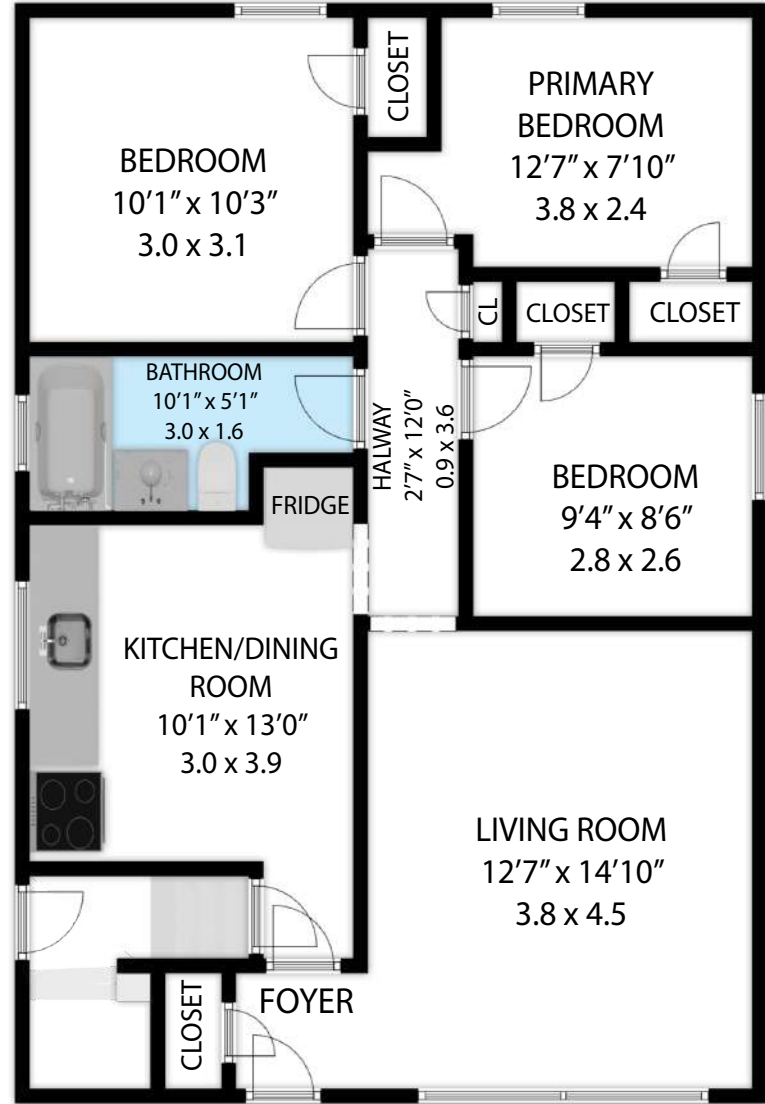 BEDROOM
10’1” x 10’3”
3.0 x 3.1
CLOSET
PRIMARY
BEDROOM
12’7” x 7’10”
3.8 x 2.4
CL
CLOSET
CLOSET
BATHROOM
10’1” x 5’1”
3.0 x 1.6
HALWAY
2’7” x 12’0”
0.9 x 3.6
BEDROOM
9’4” x 8’6”
2.8 x 2.6
FRIDGE
KITCHEN/DINING
ROOM
10’1” x 13’0”
3.0 x 3.9
LIVING ROOM
12’7” x 14’10”
3.8 x 4.5
CLOSET
FOYER